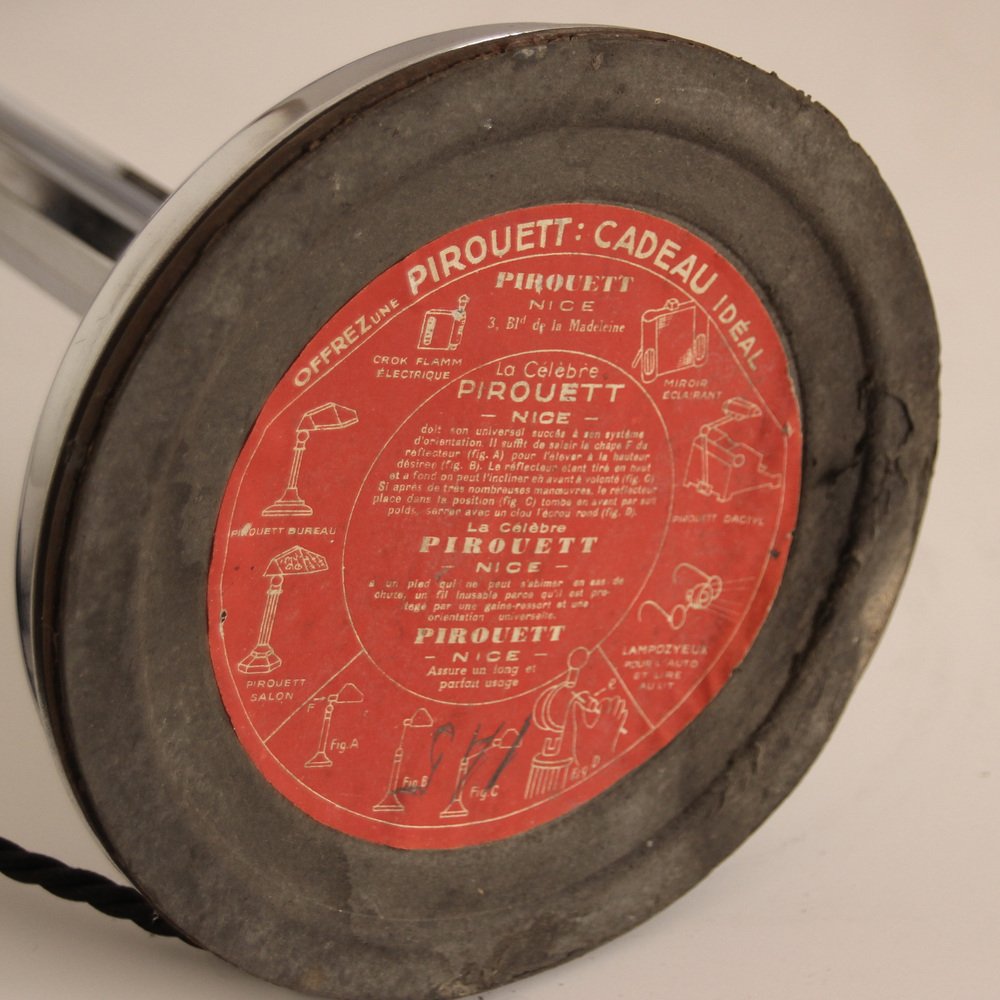 OFFREZ UNE PIROUETT: CADEAU IDÉAL
PIROUETT
NICE
3, Bld de la Madeleine
CROK FLAMM
ÉLECTRIQUE
MIROIR
ECLAIRANT
PIROUETT BUREAU
PIROUETT DACTYL
PIROUETT
SALON
LAMPOZYEUX
POUR L'AUTO
ET LIRE
AU LIT
La Célèbre
PIROUETT
- NICE -
doit son universel succès à son système
d'orientation. Il suffit de saisir la chape F du
réflecteur (fig. A) pour l'élever à la hauteur
désirée (fig. B). Le réflecteur étant tiré en haut
et a fond on peut l'incliner en avant à volonté (fig. C)
Si après de très nombreuses manœuvres, le réflecteur
place dans la position (fig C) tombe en avant par son
poids, serrer avec un clou l'écrou rond (fig. D).
La Célèbre
PIROUETT
- NICE -
a un pied qui ne peut s'abimer en cas de
chute, un fil inusable parce qu'il est pro-
tégé par une gaine-ressort et une
orientation universelle.
PIROUETT
- NICE -
Assure un long et
parfait usage
F
Fig.A
Fig.B
Fig.C
Fig.D